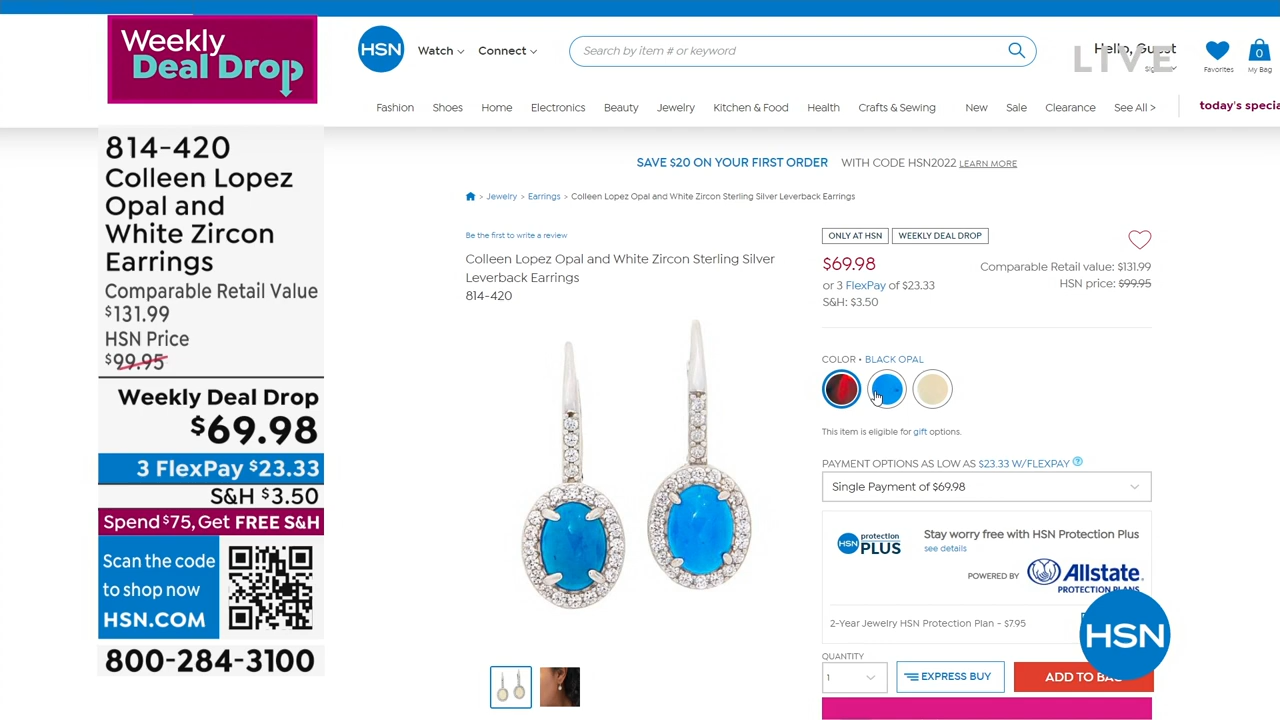 Weekly
Deal Drop
814-420
Colleen Lopez
Opal and
White Zircon
Earrings
Comparable Retail Value
$131.99
HSN Price
$99.95
Weekly Deal Drop
$69.98
3 FlexPay $23.33
S&H $3.50
Spend $75, Get FREE S&H
Scan the code
to shop now
HSN.COM
800-284-3100
HSN
Watch
Connect
Search by item # or keyword
Hello, Guest
LIVE
Favorites
0
My Bag
Fashion
Shoes
Home
Electronics
Beauty
Jewelry
Kitchen & Food
Health
Crafts & Sewing
New
Sale
Clearance
See All >
today's specia
SAVE $20 ON YOUR FIRST ORDER WITH CODE HSN2022 LEARN MORE
> Jewelry > Earrings > Colleen Lopez Opal and White Zircon Sterling Silver Leverback Earrings
Be the first to write a review
Colleen Lopez Opal and White Zircon Sterling Silver
Leverback Earrings
814-420
ONLY AT HSN
WEEKLY DEAL DROP
$69.98
or 3 FlexPay of $23.33
S&H: $3.50
Comparable Retail value: $131.99
HSN price: $99.95
COLOR • BLACK OPAL
This item is eligible for gift options.
PAYMENT OPTIONS AS LOW AS $23.33 W/FLEXPAY ?
Single Payment of $69.98
HSN protection
PLUS
Stay worry free with HSN Protection Plus
see details
POWERED BY
Allstate.
PROTECTION PLANS
2-Year Jewelry HSN Protection Plan - $7.95
HSN
QUANTITY
1
EXPRESS BUY
ADD TO BAG